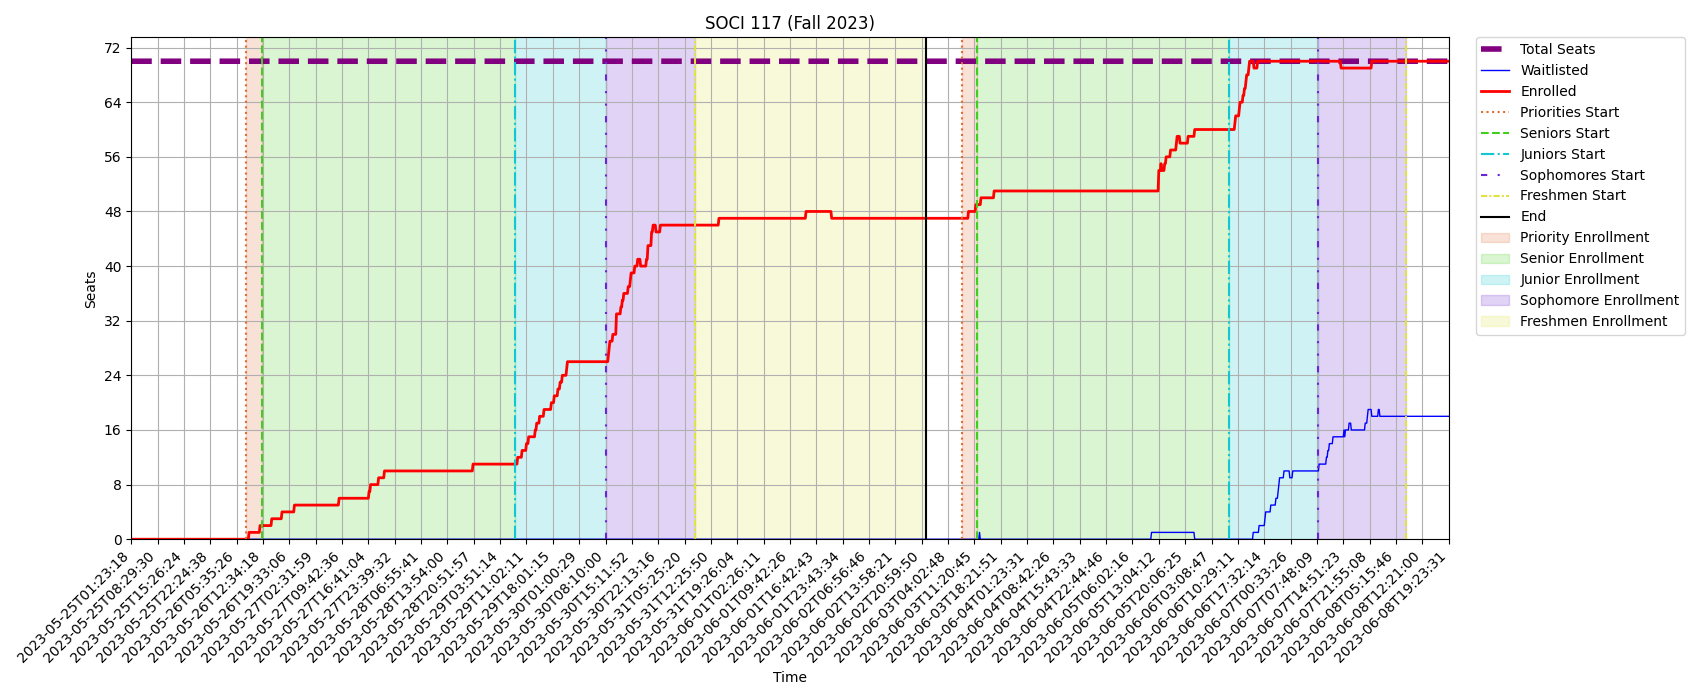 SOCI 117 (Fall 2023)
72
64
56
48
40
32
24
16
8
0
Seats
2023-05-25T01:23:18
2023-05-25T08:29:30
2023-05-25T15:26:24
2023-05-25T22:24:38
2023-05-26T05:35:26
2023-05-26T12:34:18
2023-05-26T19:33:06
2023-05-27T02:31:59
2023-05-27T09:42:36
2023-05-27T16:41:04
2023-05-27T23:39:32
2023-05-28T06:55:41
2023-05-28T13:54:00
2023-05-28T20:51:57
2023-05-29T03:51:14
2023-05-29T11:02:11
2023-05-29T18:01:15
2023-05-30T01:00:29
2023-05-30T08:10:00
2023-05-30T15:11:52
2023-05-30T22:13:16
2023-05-31T05:25:20
2023-05-31T12:25:50
2023-05-31T19:26:04
2023-06-01T02:26:11
2023-06-01T09:42:26
2023-06-01T16:42:43
2023-06-01T23:43:34
2023-06-02T06:56:46
2023-06-02T13:58:21
2023-06-02T20:59:50
2023-06-03T04:02:48
2023-06-03T11:20:45
2023-06-03T18:21:51
2023-06-04T01:23:31
2023-06-04T08:42:26
2023-06-04T15:43:33
2023-06-04T22:44:46
2023-06-05T06:02:16
2023-06-05T13:04:12
2023-06-05T20:06:25
2023-06-06T03:08:47
2023-06-06T10:29:11
2023-06-06T17:32:14
2023-06-07T00:33:26
2023-06-07T07:48:09
2023-06-07T14:51:23
2023-06-07T21:55:08
2023-06-08T05:15:46
2023-06-08T12:21:00
2023-06-08T19:23:31
Time
Total Seats
Waitlisted
Enrolled
Priorities Start
Seniors Start
Juniors Start
Sophomores Start
Freshmen Start
End
Priority Enrollment
Senior Enrollment
Junior Enrollment
Sophomore Enrollment
Freshmen Enrollment